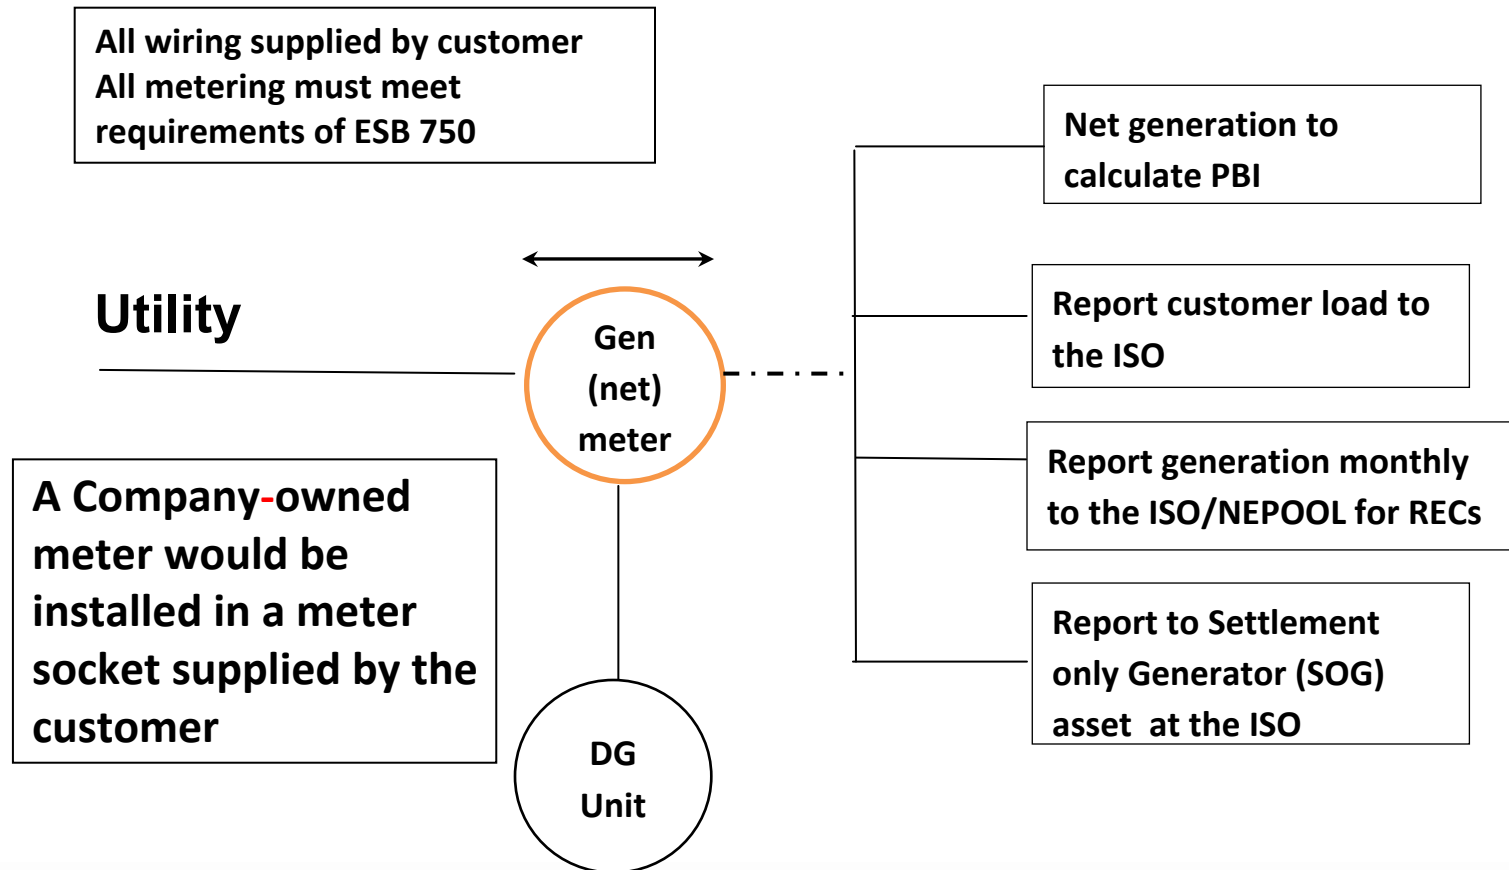 All wiring supplied by customer
All metering must meet
requirements of ESB 750
Utility
A Company-owned
meter would be
installed in a meter
socket supplied by the
customer
Gen
(net)
meter
DG
Unit
Net generation to
calculate PBI
Report customer load to
the ISO
Report generation monthly
to the ISO/NEPOOL for RECs
Report to Settlement
only Generator (SOG)
asset at the ISO